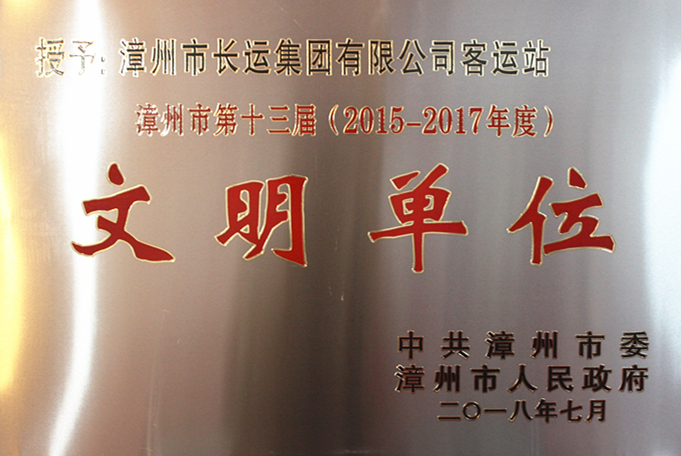 授予：漳州市长运集团有限公司客运站
漳州市第十三届（2015-2017年度）
文明单位
中共漳州市委
漳州市人民政府
二〇一八年七月